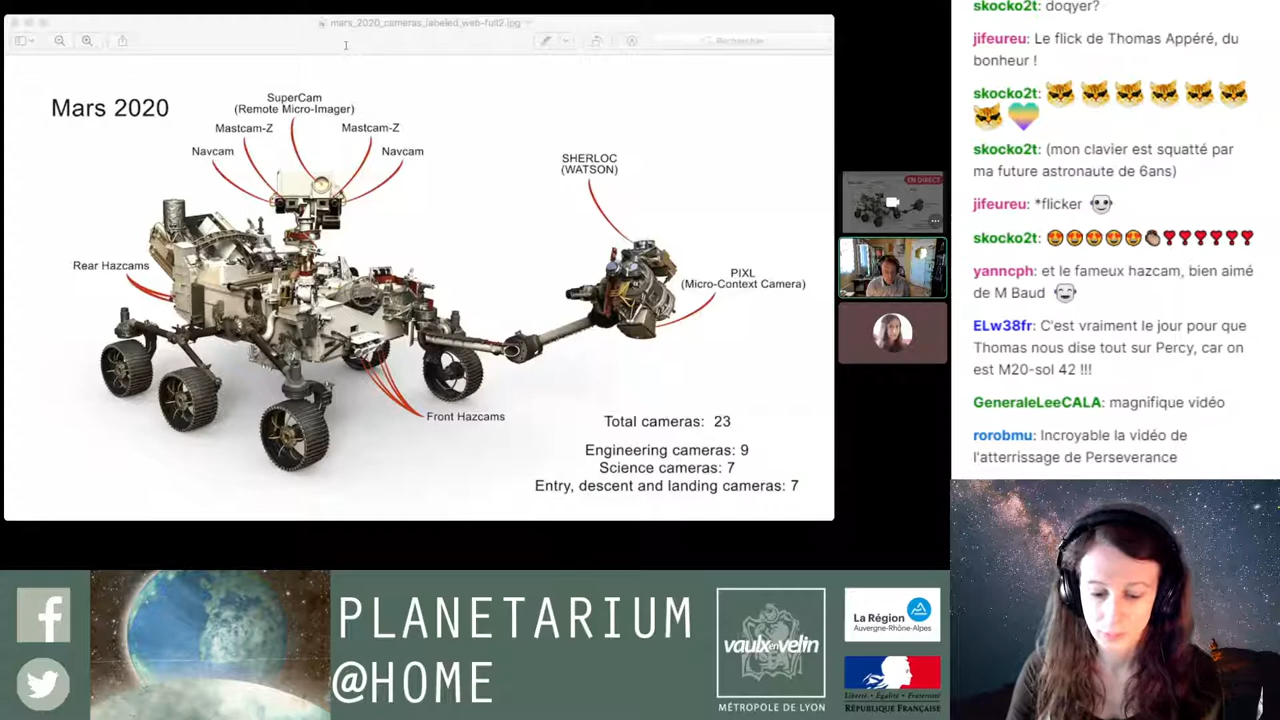 mars_2020_cameras_labeled_web-full2.jpg
Rechercher
Mars 2020
SuperCam
(Remote Micro-Imager)
Mastcam-Z
Mastcam-Z
Navcam
Navcam
SHERLOC
(WATSON)
Rear Hazcams
PIXL
(Micro-Context Camera)
Front Hazcams
Total cameras: 23
Engineering cameras: 9
Science cameras: 7
Entry, descent and landing cameras: 7
EN DIRECT
skocko2t: doqyer?
jifeureu: Le flick de Thomas Appéré, du
bonheur !
skocko2t:
skocko2t: (mon clavier est squatté par
ma future astronaute de 6ans)
jifeureu: *flicker
skocko2t:
yanncph: et le fameux hazcam, bien aimé
de M Baud
ELw38fr: C'est vraiment le jour pour que
Thomas nous dise tout sur Percy, car on
est M20-sol 42 !!!
GeneraleLeeCALA: magnifique vidéo
rorobmu: Incroyable la vidéo de
l'atterrissage de Perseverance
PLANETARIUM
@HOME
vaulxenvelin
MÉTROPOLE DE LYON
La Région
Auvergne-Rhône-Alpes
Liberté • Égalité • Fraternité
RÉPUBLIQUE FRANÇAISE